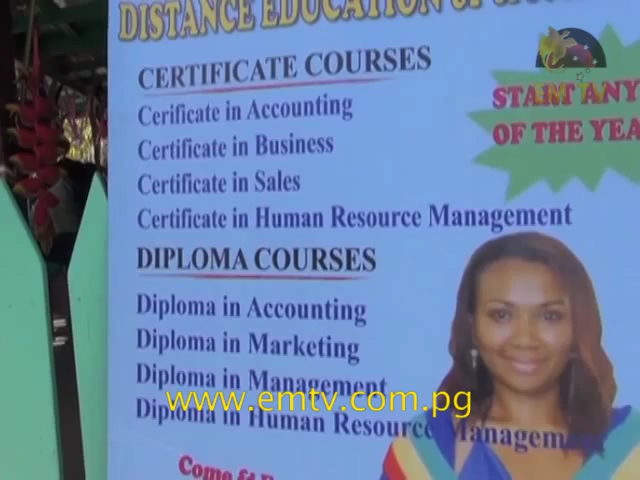 DISTANCE EDUCATION
CERTIFICATE COURSES
START ANY
Cerificate in Accounting
OF THE YEA
Certificate in Business
Certificate in Sales
Certificate in Human Resource Management
DIPLOMA COURSES
Diploma in Accounting
Diploma in Marketing
Diploma in Management
www.emtv.com.pg
Diploma in Human Resource Management
Come